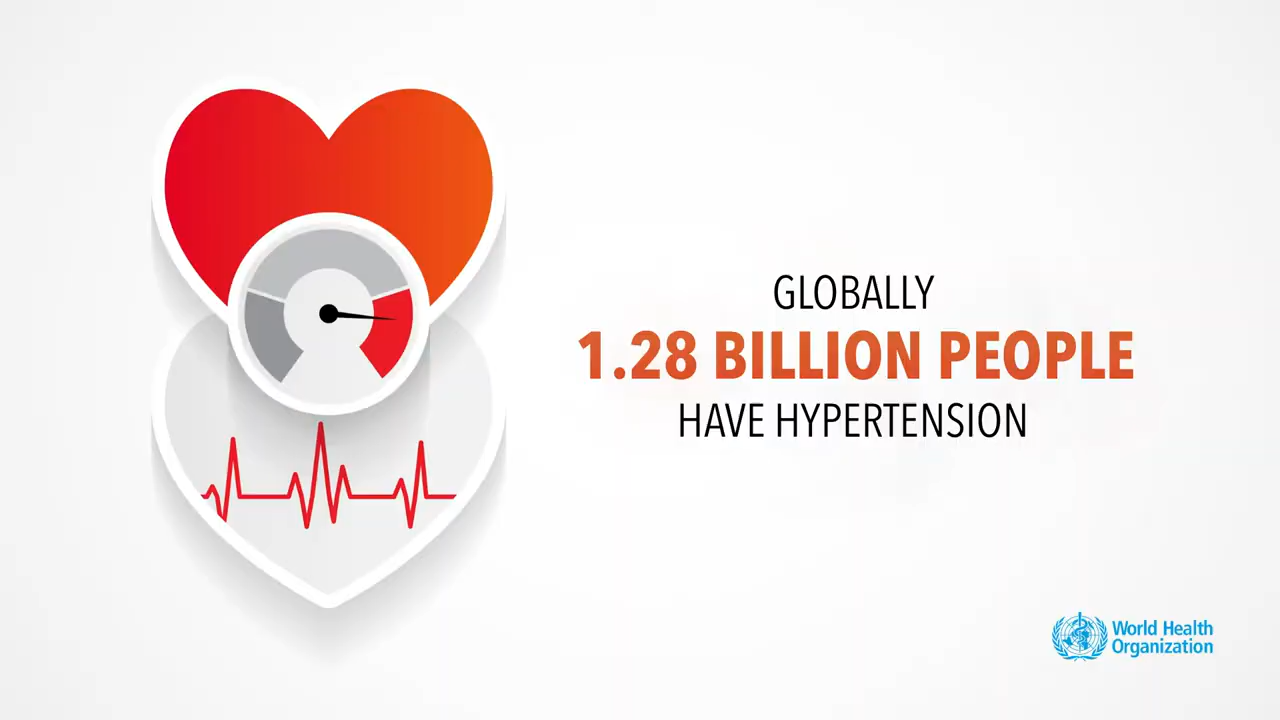 GLOBALLY
1.28 BILLION PEOPLE
HAVE HYPERTENSION
World Health
Organization